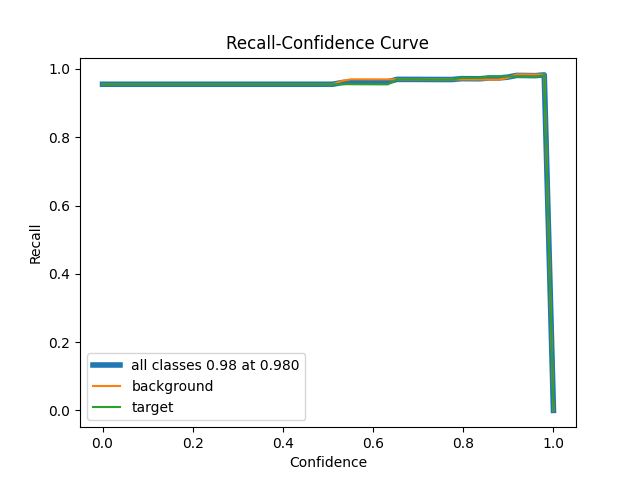 Recall-Confidence Curve
1.0
0.8
0.6
0.4
0.2
0.0
Recall
all classes 0.98 at 0.980
background
target
0.0 0.2 0.4 0.6 0.8 1.0
Confidence